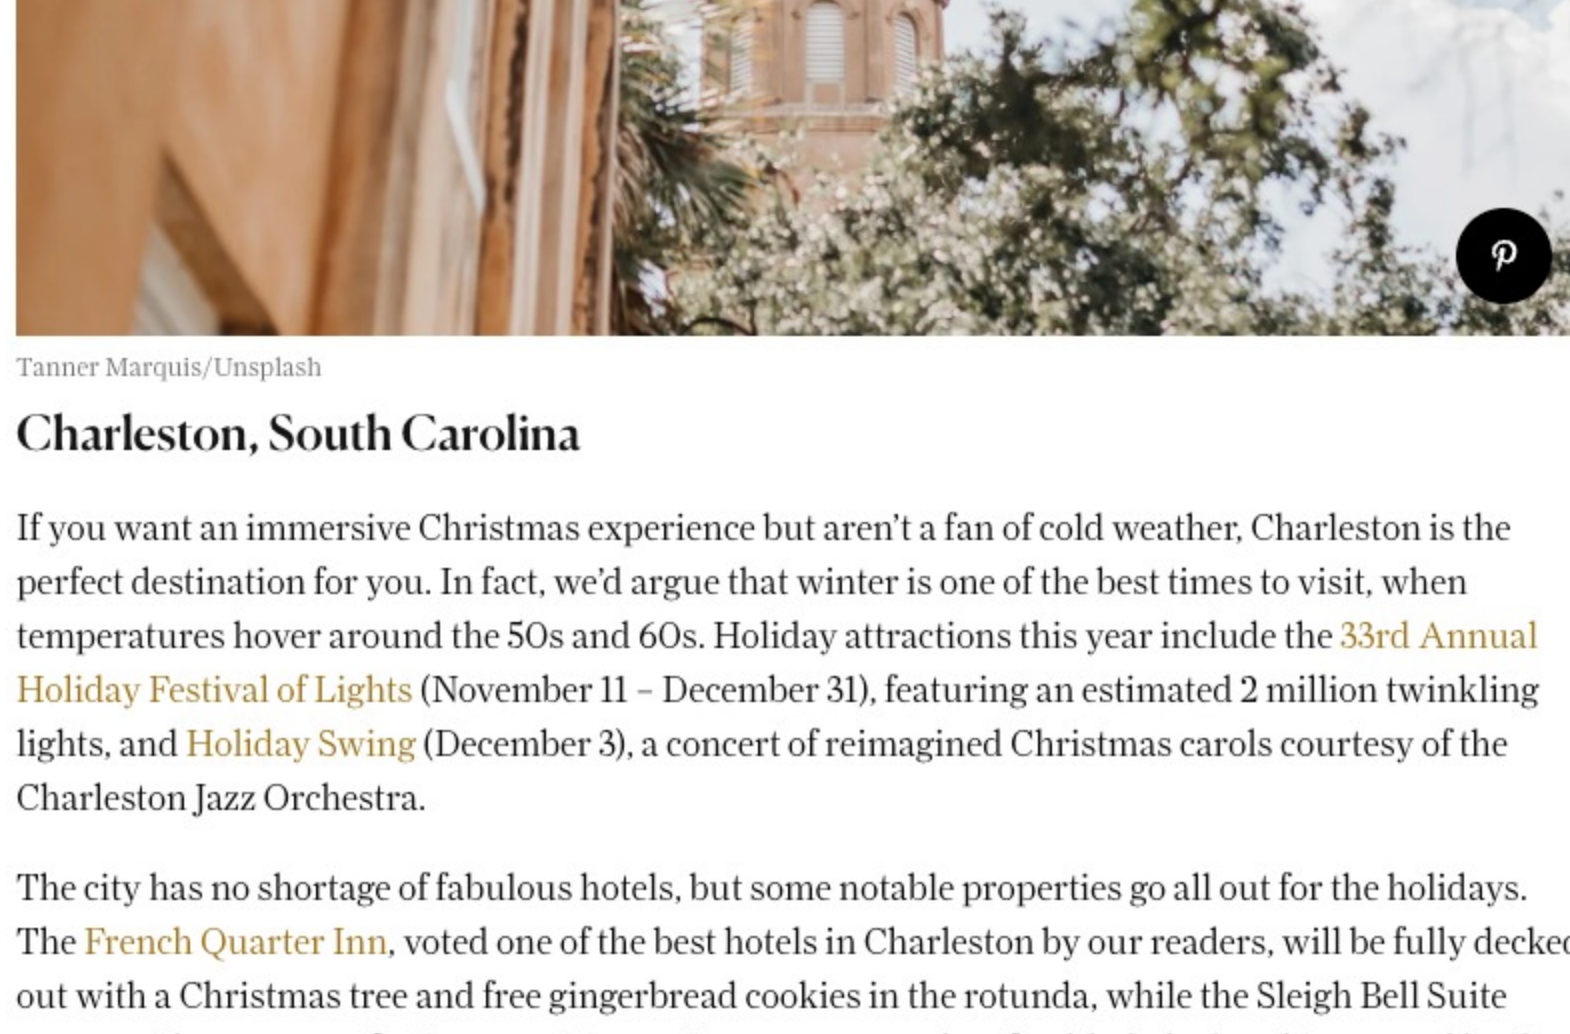 Tanner Marquis/Unsplash
Charleston, South Carolina
If you want an immersive Christmas experience but aren’t a fan of cold weather, Charleston is the
perfect destination for you. In fact, we’d argue that winter is one of the best times to visit, when
temperatures hover around the 50s and 60s. Holiday attractions this year include the 33rd Annual
Holiday Festival of Lights (November 11 – December 31), featuring an estimated 2 million twinkling
lights, and Holiday Swing (December 3), a concert of reimagined Christmas carols courtesy of the
Charleston Jazz Orchestra.
The city has no shortage of fabulous hotels, but some notable properties go all out for the holidays.
The French Quarter Inn, voted one of the best hotels in Charleston by our readers, will be fully decked
out with a Christmas tree and free gingerbread cookies in the rotunda, while the Sleigh Bell Suite